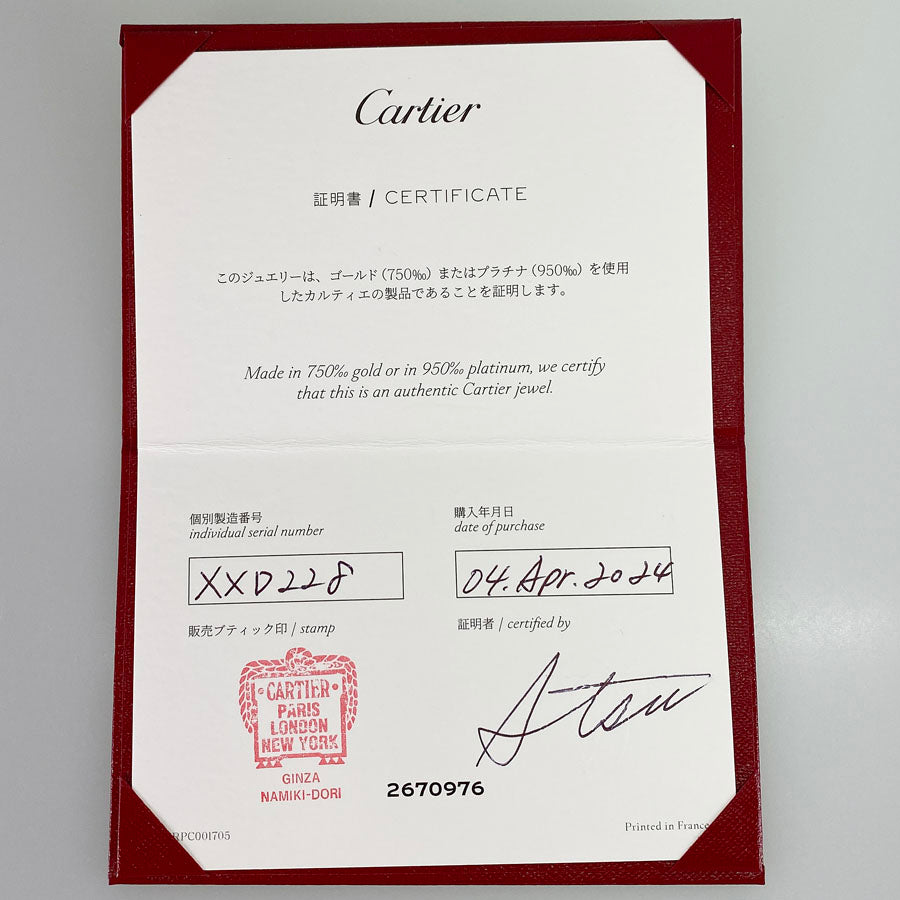 Cartier
証明書 / CERTIFICATE
このジュエリーは、ゴールド(750‰) またはプラチナ(950‰) を使用
したカルティエの製品であることを証明します。
Made in 750‰ gold or in 950‰ platinum, we certify
that this is an authentic Cartier jewel.
個別製造番号
individual serial number
XXD228
購入年月日
date of purchase
04. Apr. 2024
販売ブティック印 / stamp
証明者 / certified by
CARTIER
PARIS
LONDON
NEW YORK
GINZA
NAMIKI-DORI
2670976
RPC001705
Printed in France